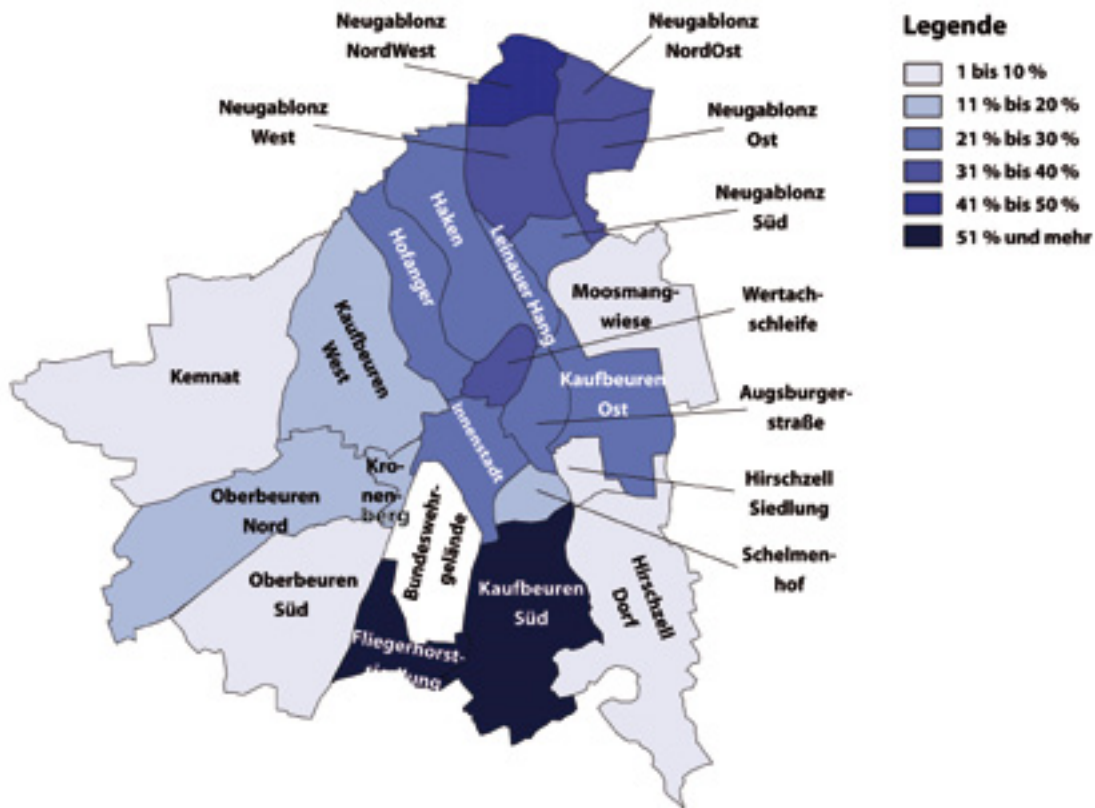 Neugablonz
NordWest
Neugablonz
NordOst
Legende
1 bis 10 %
11 % bis 20 %
21 % bis 30 %
31 % bis 40 %
41 % bis 50 %
51 % und mehr
Neugablonz
West
Neugablonz
Ost
Neugablonz
Süd
Haken
Hofanger
Leinauer Hang
Moosmang-
wiese
Wertach-
schleife
Kaufbeuren
West
Kemnat
Kaufbeuren
Ost
Augsburger-
straße
Innenstadt
Kro-
nen-
berg
Oberbeuren
Nord
Hirschzell
Siedlung
Bundeswehr-
gelände
Schelmen-
hof
Oberbeuren
Süd
Kaufbeuren
Süd
Hirschzell
Dorf
Fliegerhorst-
siedlung